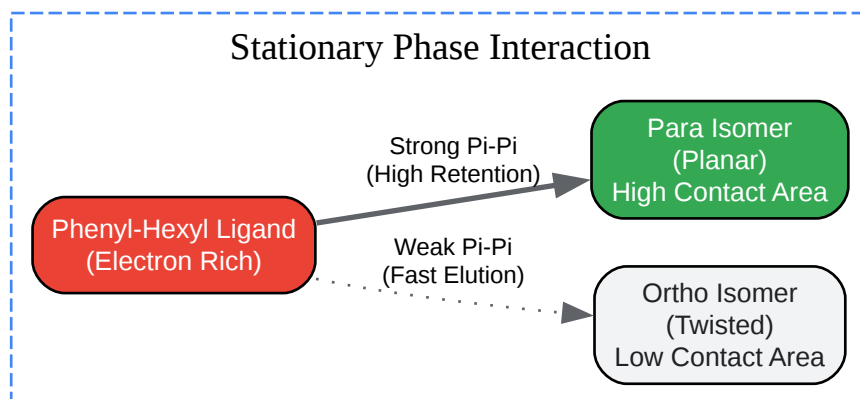 Stationary Phase Interaction
Strong Pi-Pi
(High Retention)
Para Isomer
(Planar)
High Contact Area
Phenyl-Hexyl Ligand
(Electron Rich)
Weak Pi-Pi
(Fast Elution)
Ortho Isomer
(Twisted)
Low Contact Area